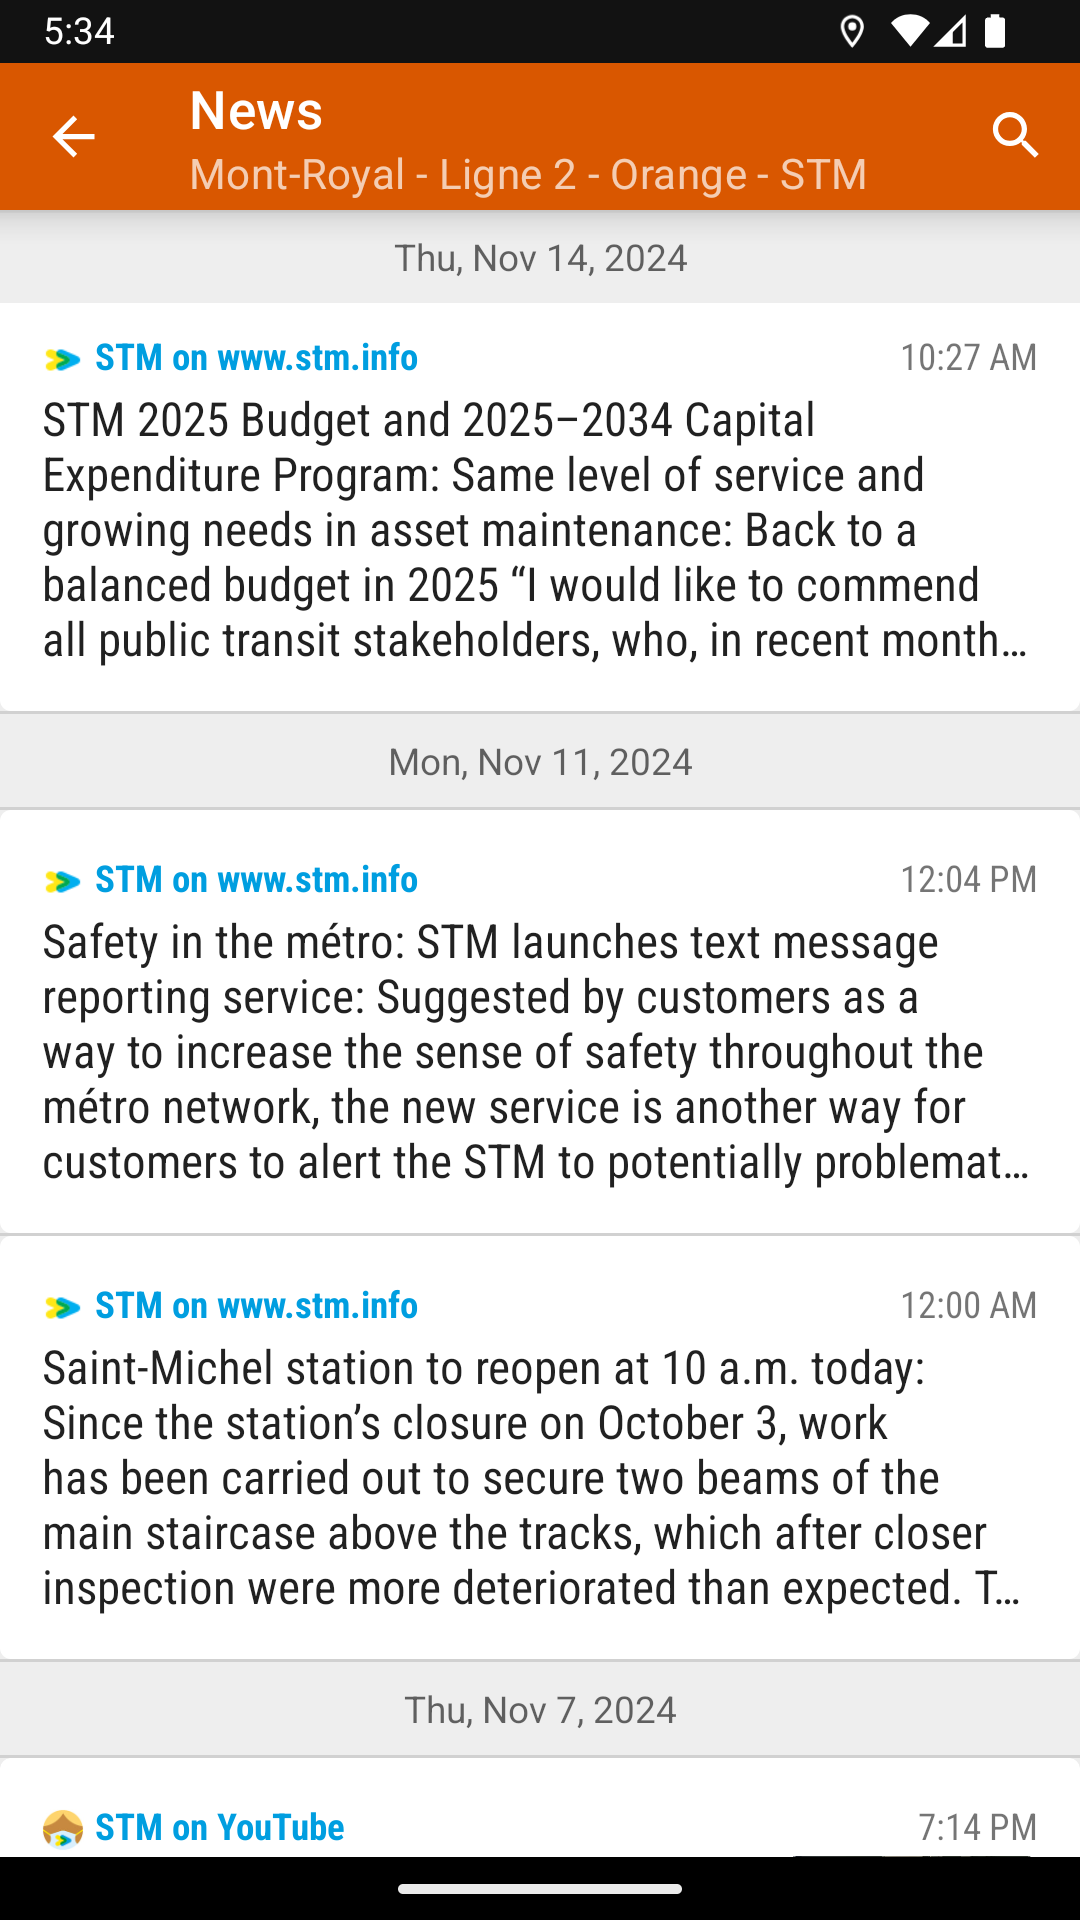 5:34
News
Mont-Royal - Ligne 2 - Orange - STM
Thu, Nov 14, 2024
STM on www.stm.info 10:27 AM
STM 2025 Budget and 2025–2034 Capital
Expenditure Program: Same level of service and
growing needs in asset maintenance: Back to a
balanced budget in 2025 “I would like to commend
all public transit stakeholders, who, in recent month…
Mon, Nov 11, 2024
STM on www.stm.info 12:04 PM
Safety in the métro: STM launches text message
reporting service: Suggested by customers as a
way to increase the sense of safety throughout the
métro network, the new service is another way for
customers to alert the STM to potentially problemat…
STM on www.stm.info 12:00 AM
Saint-Michel station to reopen at 10 a.m. today:
Since the station’s closure on October 3, work
has been carried out to secure two beams of the
main staircase above the tracks, which after closer
inspection were more deteriorated than expected. T…
Thu, Nov 7, 2024
STM on YouTube 7:14 PM